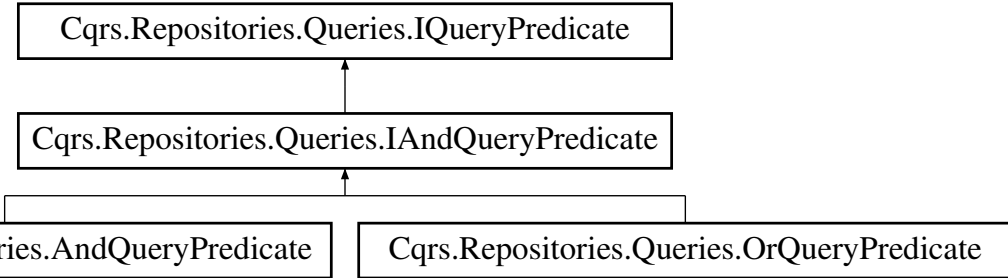 Cqrs.Repositories.Queries.IQueryPredicate
Cqrs.Repositories.Queries.IAndQueryPredicate
ries.AndQueryPredicate
Cqrs.Repositories.Queries.OrQueryPredicate